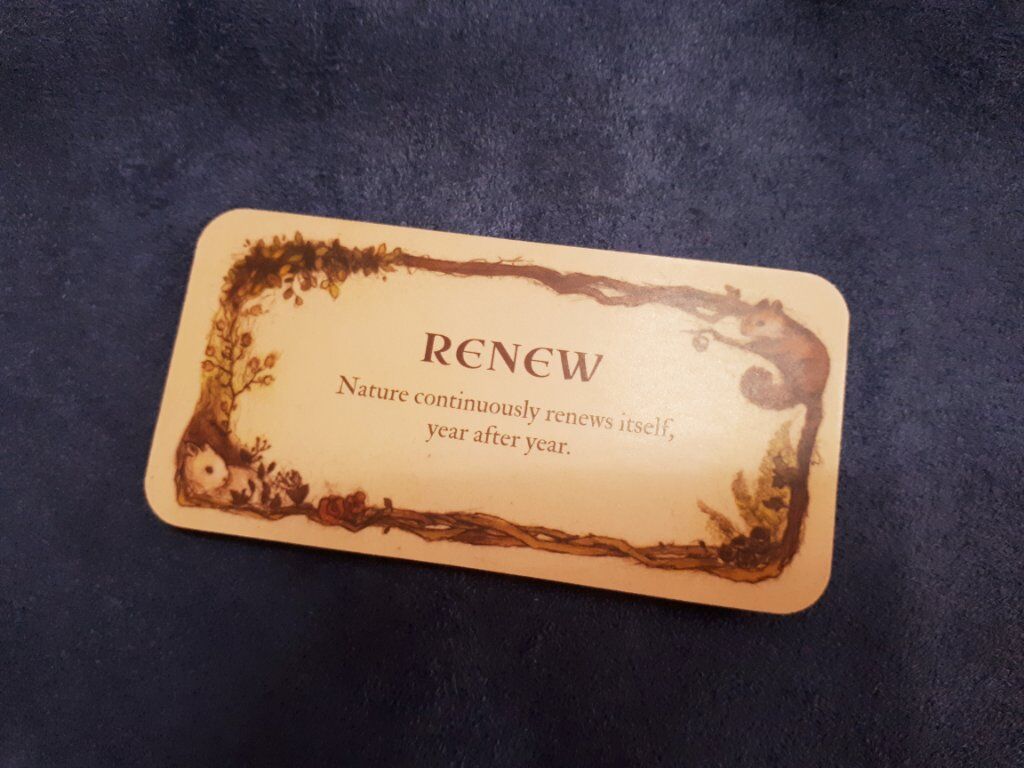 RENEW
Nature continuously renews itself,
year after year.